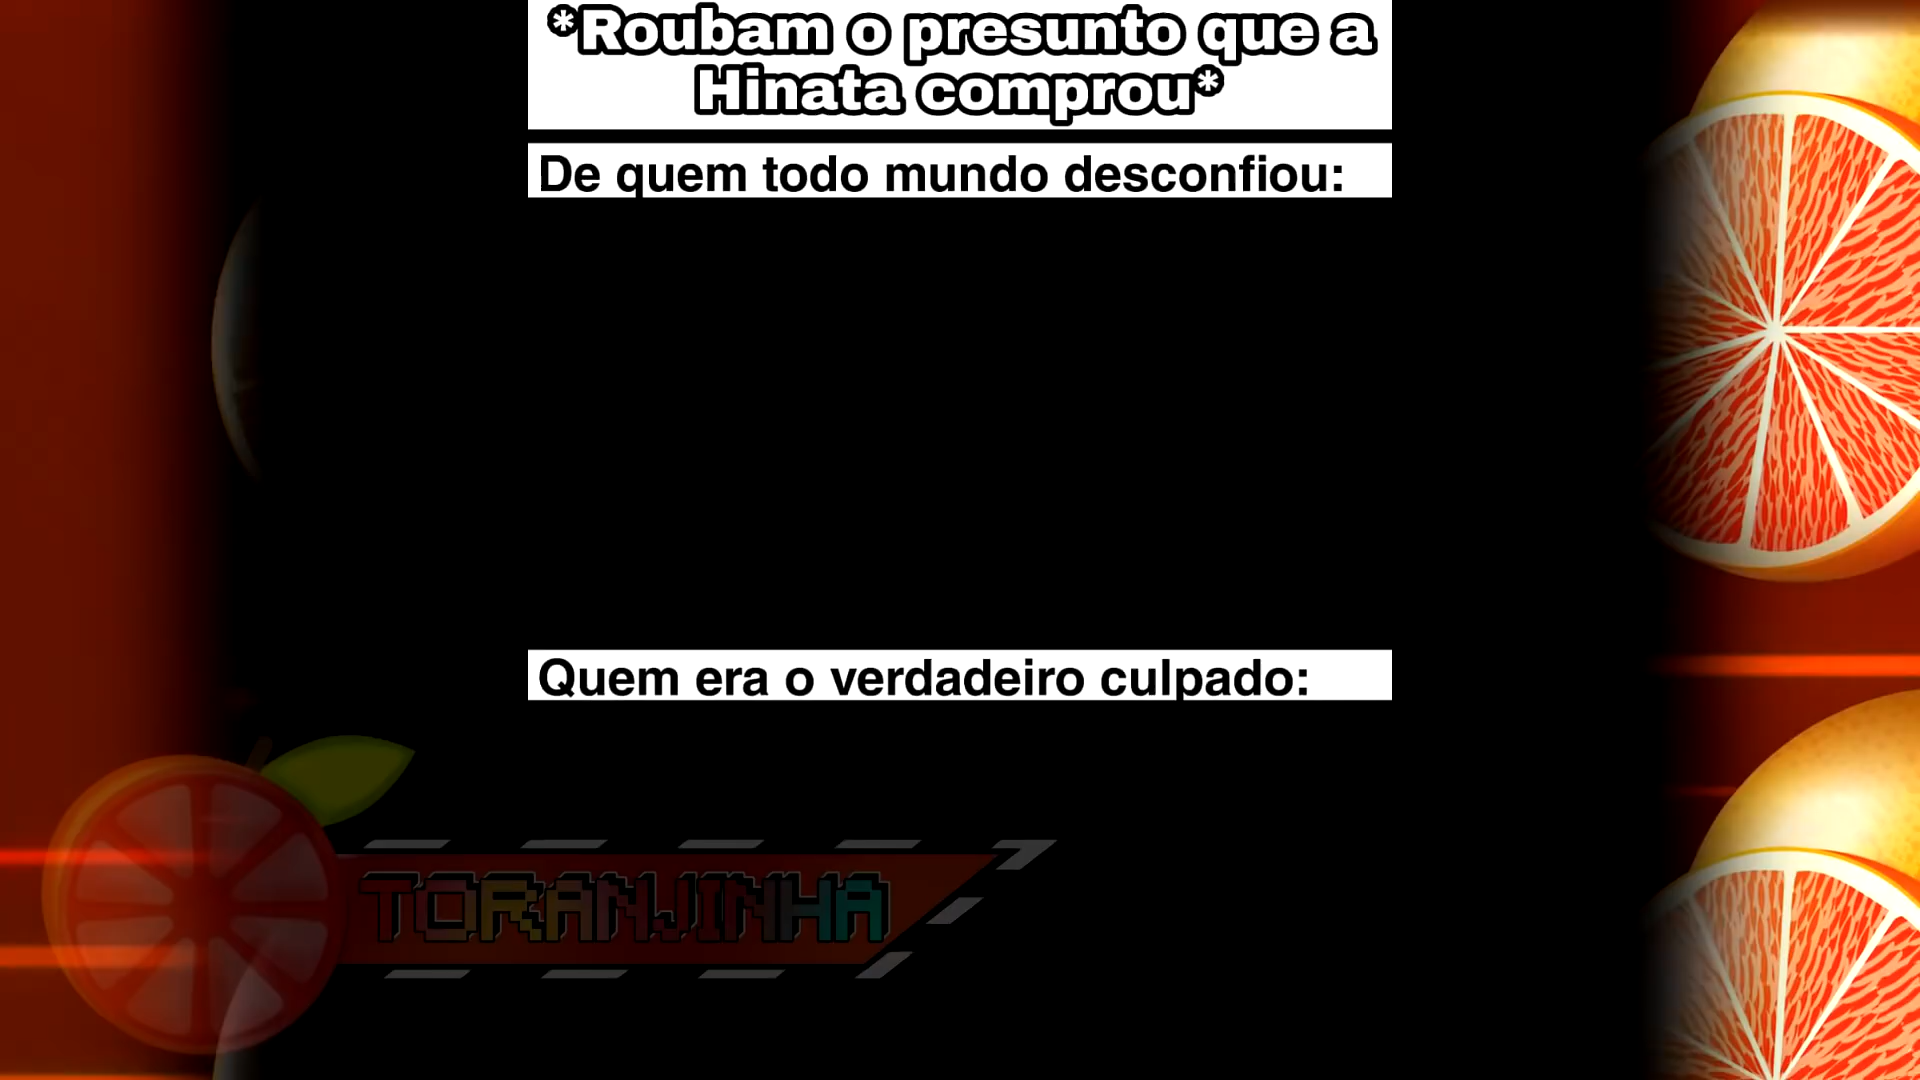 *Roubam o presunto que a
Hinata comprou*
De quem todo mundo desconfiou:
Quem era o verdadeiro culpado:
TORANJINHA